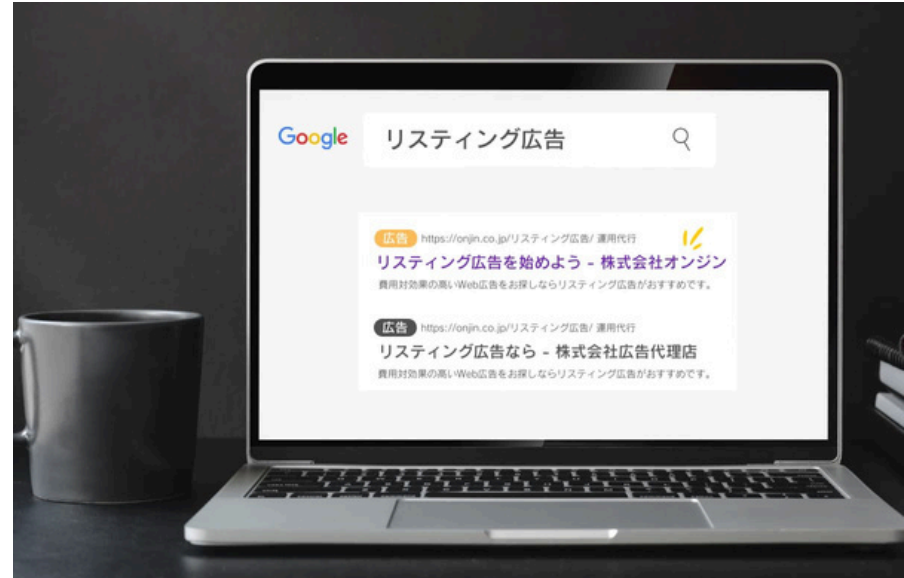 Google
リスティング広告
広告 https://onjin.co.jp/リスティング広告/ 運用代行
リスティング広告を始めよう - 株式会社オンジン
費用対効果の高いWeb広告をお探しならリスティング広告がおすすめです。
広告 https://onjin.co.jp/リスティング広告/ 運用代行
リスティング広告なら - 株式会社広告代理店
費用対効果の高いWeb広告をお探しならリスティング広告がおすすめです。